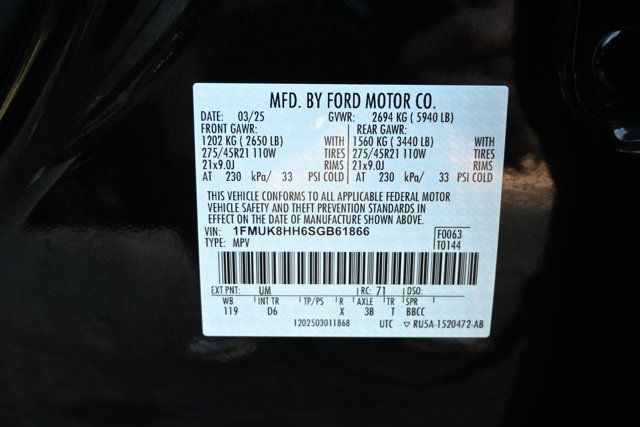 MFD. BY FORD MOTOR CO.
DATE: 03/25 GVWR: 2694 KG ( 5940 LB)
FRONT GAWR: REAR GAWR:
1202 KG ( 2650 LB) WITH 1560 KG ( 3440 LB) WITH
275/45R21 110W TIRES 275/45R21 110W TIRES
21x9.0J RIMS 21x9.0J RIMS
AT 230 kPa/ 33 PSI COLD AT 230 kPa/ 33 PSI COLD
THIS VEHICLE CONFORMS TO ALL APPLICABLE FEDERAL MOTOR
VEHICLE SAFETY AND THEFT PREVENTION STANDARDS IN
EFFECT ON THE DATE OF MANUFACTURE SHOWN ABOVE.
VIN: 1FMUK8HH6SGB61866 F0063
TYPE: MPV T0144
EXT PNT: UM RC: 71 DSO:
WB INT TR TP/PS R AXLE TR SPR
119 D6 X 3B T BBCC
1202503011868 UTC ▽ RU5A-1520472-AB